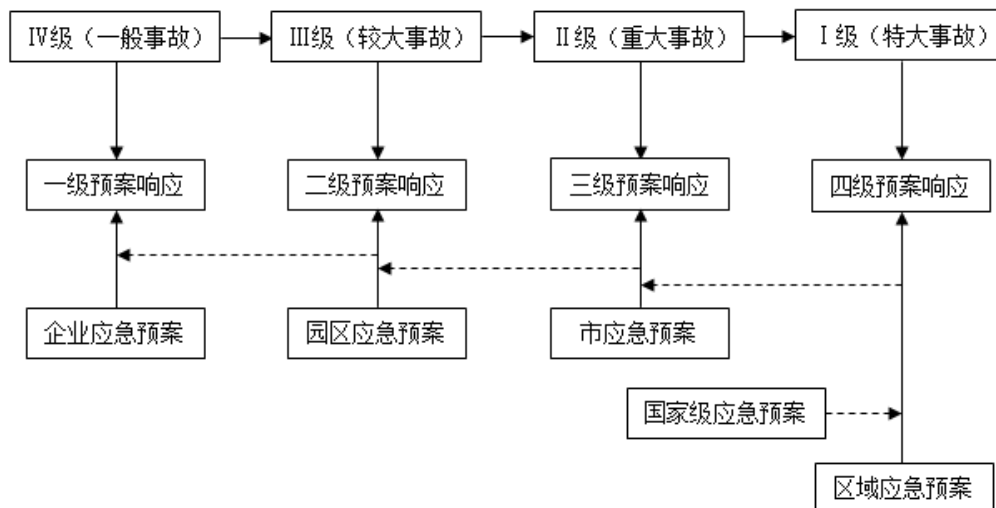 Ⅳ级（一般事故）
Ⅲ级（较大事故）
Ⅱ级（重大事故）
Ⅰ级（特大事故）
一级预案响应
二级预案响应
三级预案响应
四级预案响应
企业应急预案
园区应急预案
市应急预案
国家级应急预案
区域应急预案